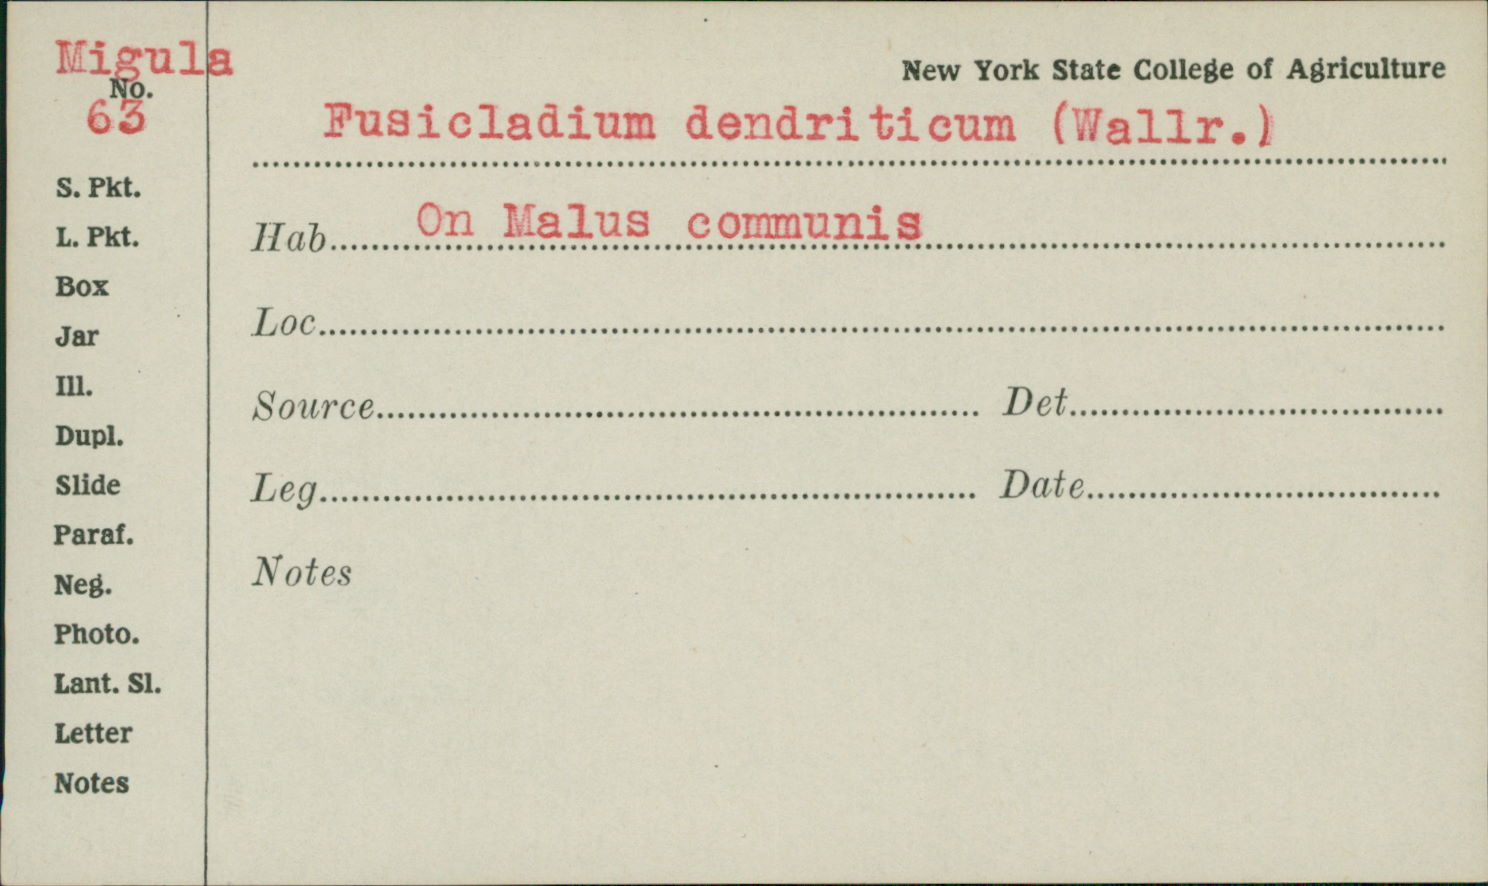 Migula
New York State College of Agriculture
No.
63
Fusicladium dendriticum (Wallr.)
S. Pkt.
L. Pkt.
Box
Jar
Ill.
Dupl.
Slide
Paraf.
Neg.
Photo.
Lant. Sl.
Letter
Notes
Hab. On Malus communis
Loc.
Source Det.
Leg. Date
Notes